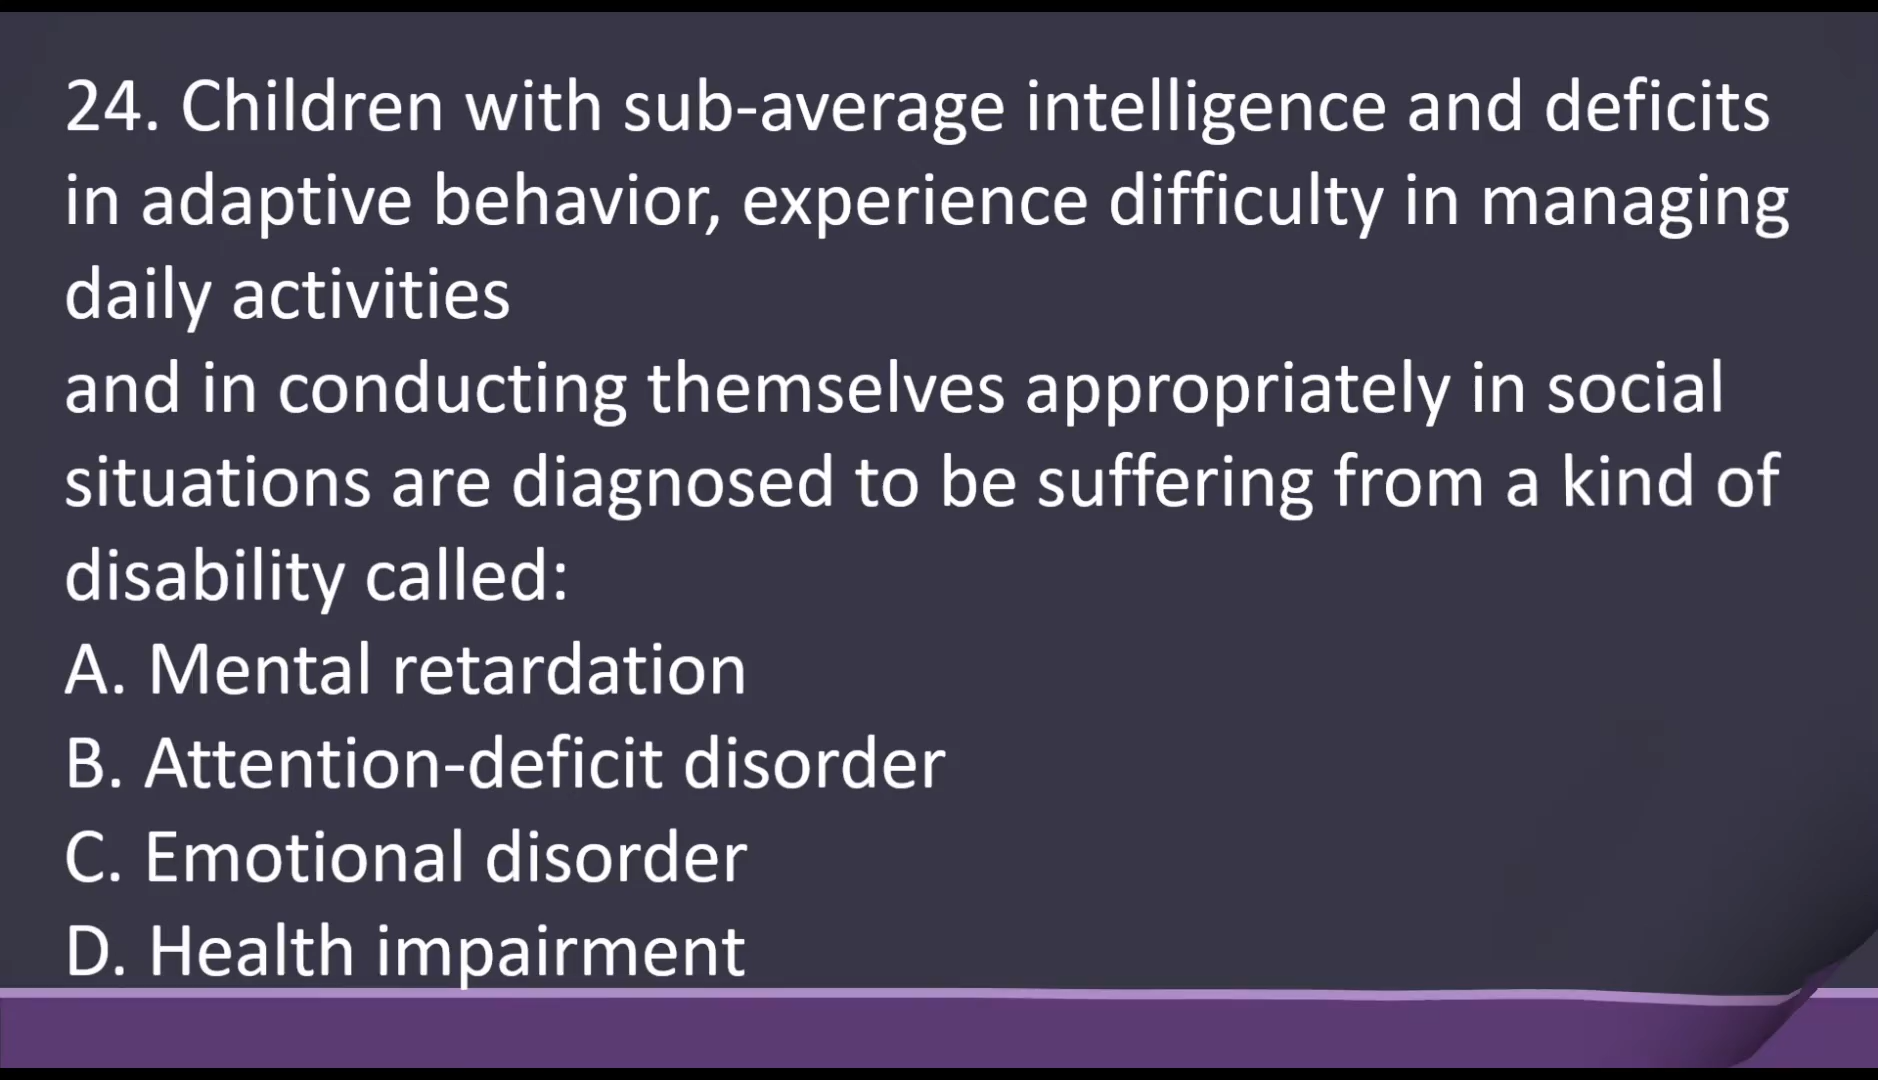 24. Children with sub-average intelligence and deficits
in adaptive behavior, experience difficulty in managing
daily activities
and in conducting themselves appropriately in social
situations are diagnosed to be suffering from a kind of
disability called:
A. Mental retardation
B. Attention-deficit disorder
C. Emotional disorder
D. Health impairment